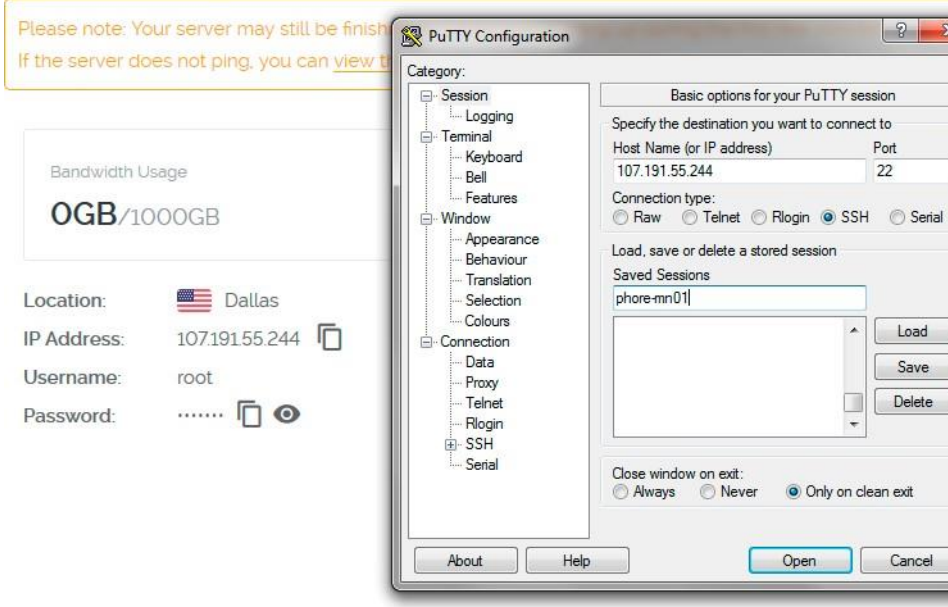 Please note: Your server may still be finish
If the server does not ping, you can view th
Bandwidth Usage
0GB/1000GB
Location: Dallas
IP Address: 107.191.55.244
Username: root
Password: ·······
PuTTY Configuration
?
Category:
Session
Logging
Terminal
Keyboard
Bell
Features
Window
Appearance
Behaviour
Translation
Selection
Colours
Connection
Data
Proxy
Telnet
Rlogin
SSH
Serial
Basic options for your PuTTY session
Specify the destination you want to connect to
Host Name (or IP address) Port
107.191.55.244 22
Connection type:
Raw Telnet Rlogin SSH Serial
Load, save or delete a stored session
Saved Sessions
phore-mn01
Load
Save
Delete
Close window on exit:
Always Never Only on clean exit
About Help Open Cancel